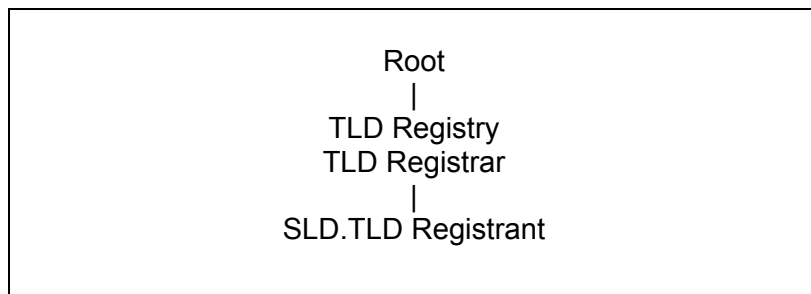 Root
|
TLD Registry
TLD Registrar
|
SLD.TLD Registrant